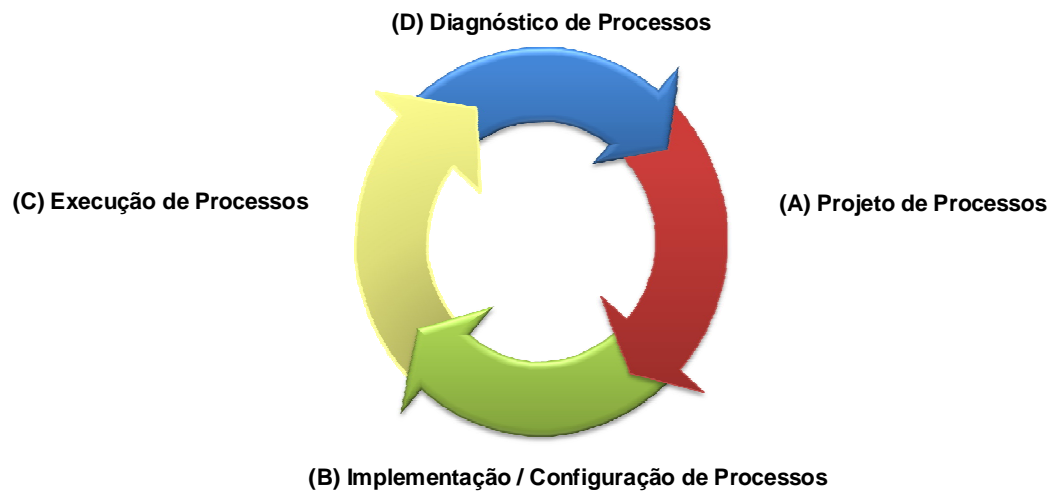 (D) Diagnóstico de Processos
(C) Execução de Processos
(A) Projeto de Processos
(B) Implementação / Configuração de Processos